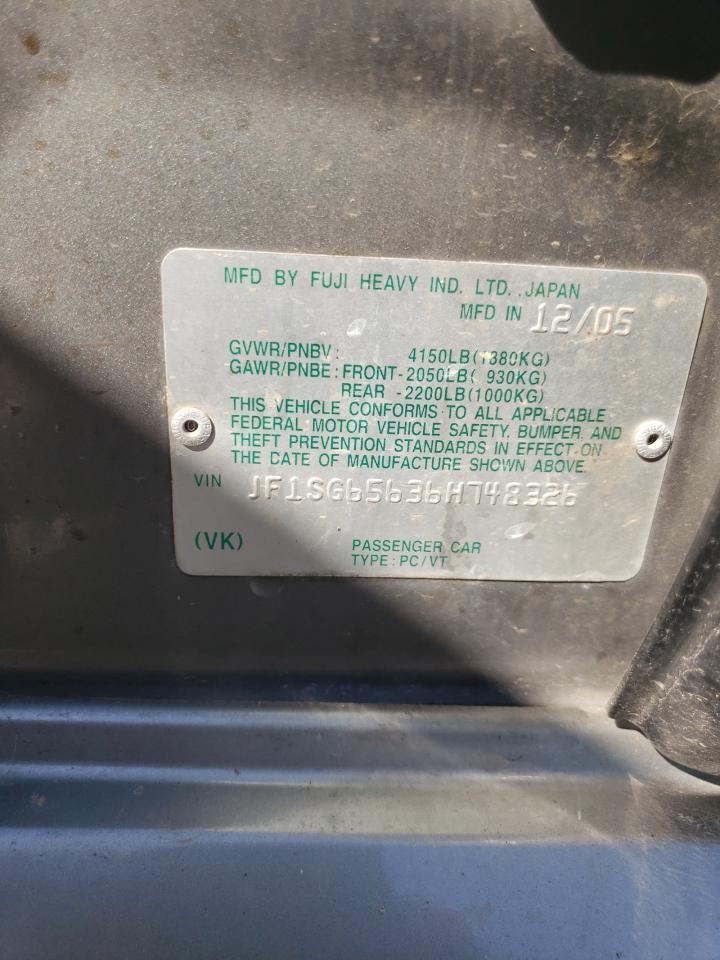 MFD BY FUJI HEAVY IND. LTD., JAPAN
MFD IN 12/05
GVWR/PNBV: 4150LB(1880KG)
GAWR/PNBE: FRONT-2050LB( 930KG)
REAR -2200LB(1000KG)
THIS VEHICLE CONFORMS TO ALL APPLICABLE
FEDERAL MOTOR VEHICLE SAFETY, BUMPER, AND
THEFT PREVENTION STANDARDS IN EFFECT ON
THE DATE OF MANUFACTURE SHOWN ABOVE.
VIN JF1SG65636H748326
(VK) PASSENGER CAR
TYPE: PC/VT